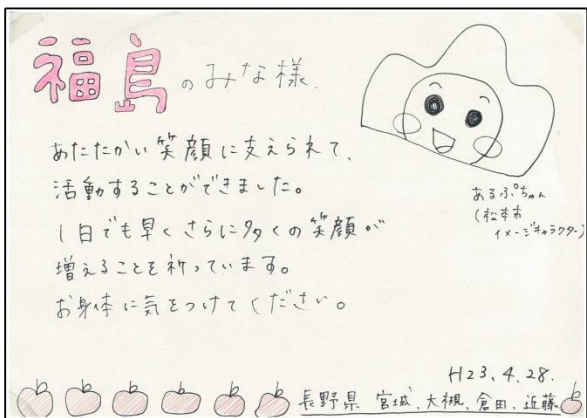 福島のみな様
あたたかい笑顔に支えられて、
活動することができました。
1日でも早くさらに多くの笑顔が
増えることを祈っています。
お身体に気をつけてください。
あるぷちゃん
(松本市
イメージキャラクター)
H23.4.28.
長野県 宮城、大槻、倉田、近藤